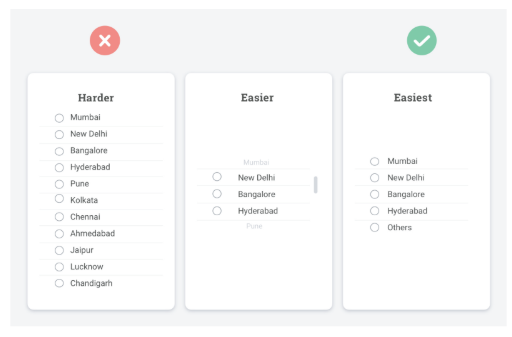 Harder
Mumbai
New Delhi
Bangalore
Hyderabad
Pune
Kolkata
Chennai
Ahmedabad
Jaipur
Lucknow
Chandigarh
Easier
Mumbai
New Delhi
Bangalore
Hyderabad
Pune
Easiest
Mumbai
New Delhi
Bangalore
Hyderabad
Others